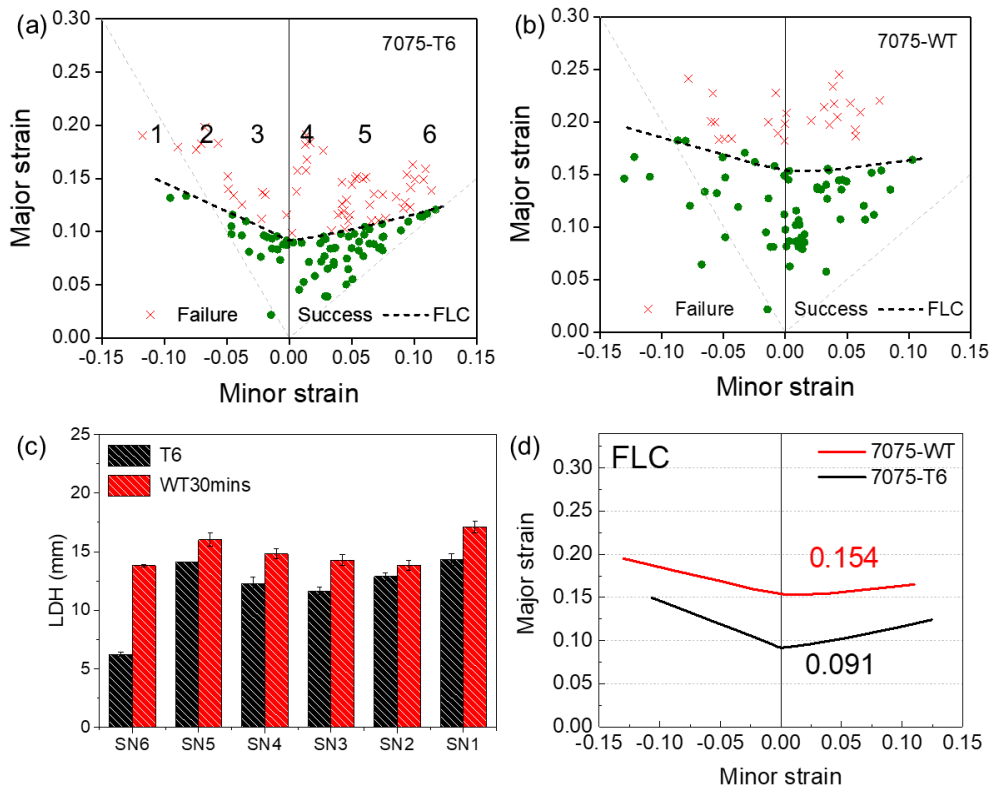 (a)
7075-T6
0.30
0.25
0.20
0.15
0.10
0.05
0.00
Major strain
1 2 3 4 5 6
Failure Success FLC
-0.15 -0.10 -0.05 0.00 0.05 0.10 0.15
Minor strain
(b)
7075-WT
0.30
0.25
0.20
0.15
0.10
0.05
0.00
Major strain
Failure Success FLC
-0.15 -0.10 -0.05 0.00 0.05 0.10 0.15
Minor strain
(c)
25
20
15
10
5
0
LDH (mm)
T6
WT30mins
SN6 SN5 SN4 SN3 SN2 SN1
(d)
FLC
7075-WT
7075-T6
0.30
0.25
0.20
0.15
0.10
0.05
0.00
Major strain
0.154
0.091
-0.15 -0.10 -0.05 0.00 0.05 0.10 0.15
Minor strain